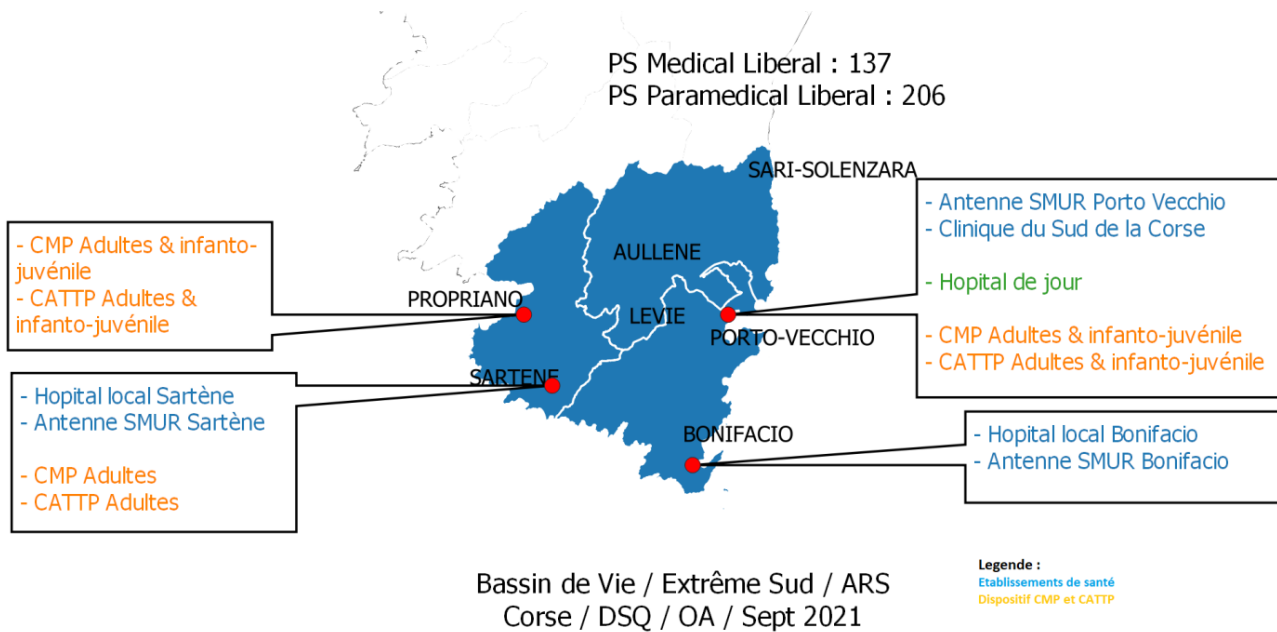 PS Medical Liberal : 137
PS Paramedical Liberal : 206
SARI-SOLENZARA
- Antenne SMUR Porto Vecchio
- Clinique du Sud de la Corse
- Hopital de jour
- CMP Adultes & infanto-juvénile
- CATTP Adultes & infanto-juvénile
- CMP Adultes & infanto-
juvénile
- CATTP Adultes &
infanto-juvénile
AULLENE
PROPRIANO
LEVIE
PORTO-VECCHIO
SARTENE
- Hopital local Sartène
- Antenne SMUR Sartène
- CMP Adultes
- CATTP Adultes
BONIFACIO
- Hopital local Bonifacio
- Antenne SMUR Bonifacio
Bassin de Vie / Extrême Sud / ARS
Corse / DSQ / OA / Sept 2021
Legende :
Etablissements de santé
Dispositif CMP et CATTP